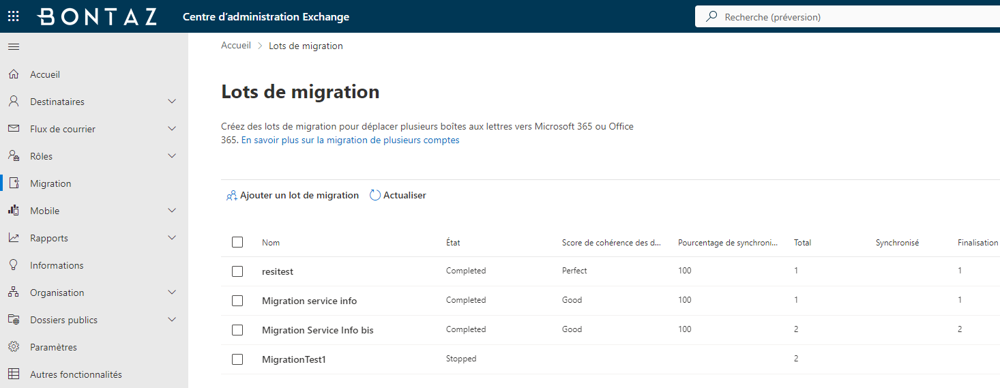 BONTAZ
Centre d'administration Exchange
Recherche (préversion)
Accueil > Lots de migration
Accueil
Destinataires
Flux de courrier
Rôles
Migration
Mobile
Rapports
Informations
Organisation
Dossiers publics
Paramètres
Autres fonctionnalités
Lots de migration
Créez des lots de migration pour déplacer plusieurs boîtes aux lettres vers Microsoft 365 ou Office
365. En savoir plus sur la migration de plusieurs comptes
Ajouter un lot de migration Actualiser
Nom État Score de cohérence des d... Pourcentage de synchroni... Total Synchronisé Finalisation
resitest Completed Perfect 100 1 1
Migration service info Completed Good 100 1 1
Migration Service Info bis Completed Good 100 2 2
MigrationTest1 Stopped 2